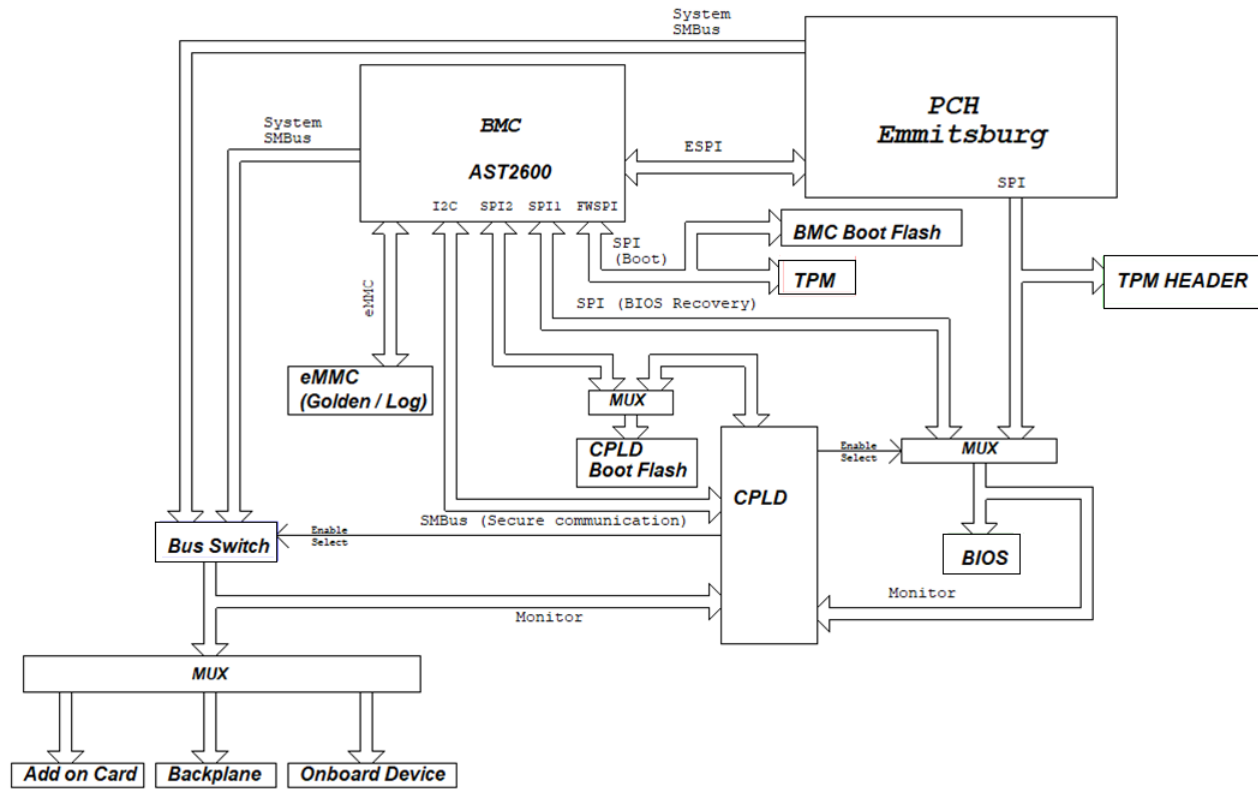 System
SMBus
PCH
Emmitsburg
SPI
System
SMBus
BMC
AST2600
ESPI
I2C
SPI2
SPI1
FWSPI
SPI
(Boot)
BMC Boot Flash
TPM
TPM HEADER
SPI (BIOS Recovery)
eMMC
eMMC
(Golden / Log)
MUX
CPLD
Boot Flash
CPLD
Enable
Select
MUX
SMBus (Secure communication)
Enable
Select
Bus Switch
BIOS
Monitor
Monitor
MUX
Add on Card
Backplane
Onboard Device